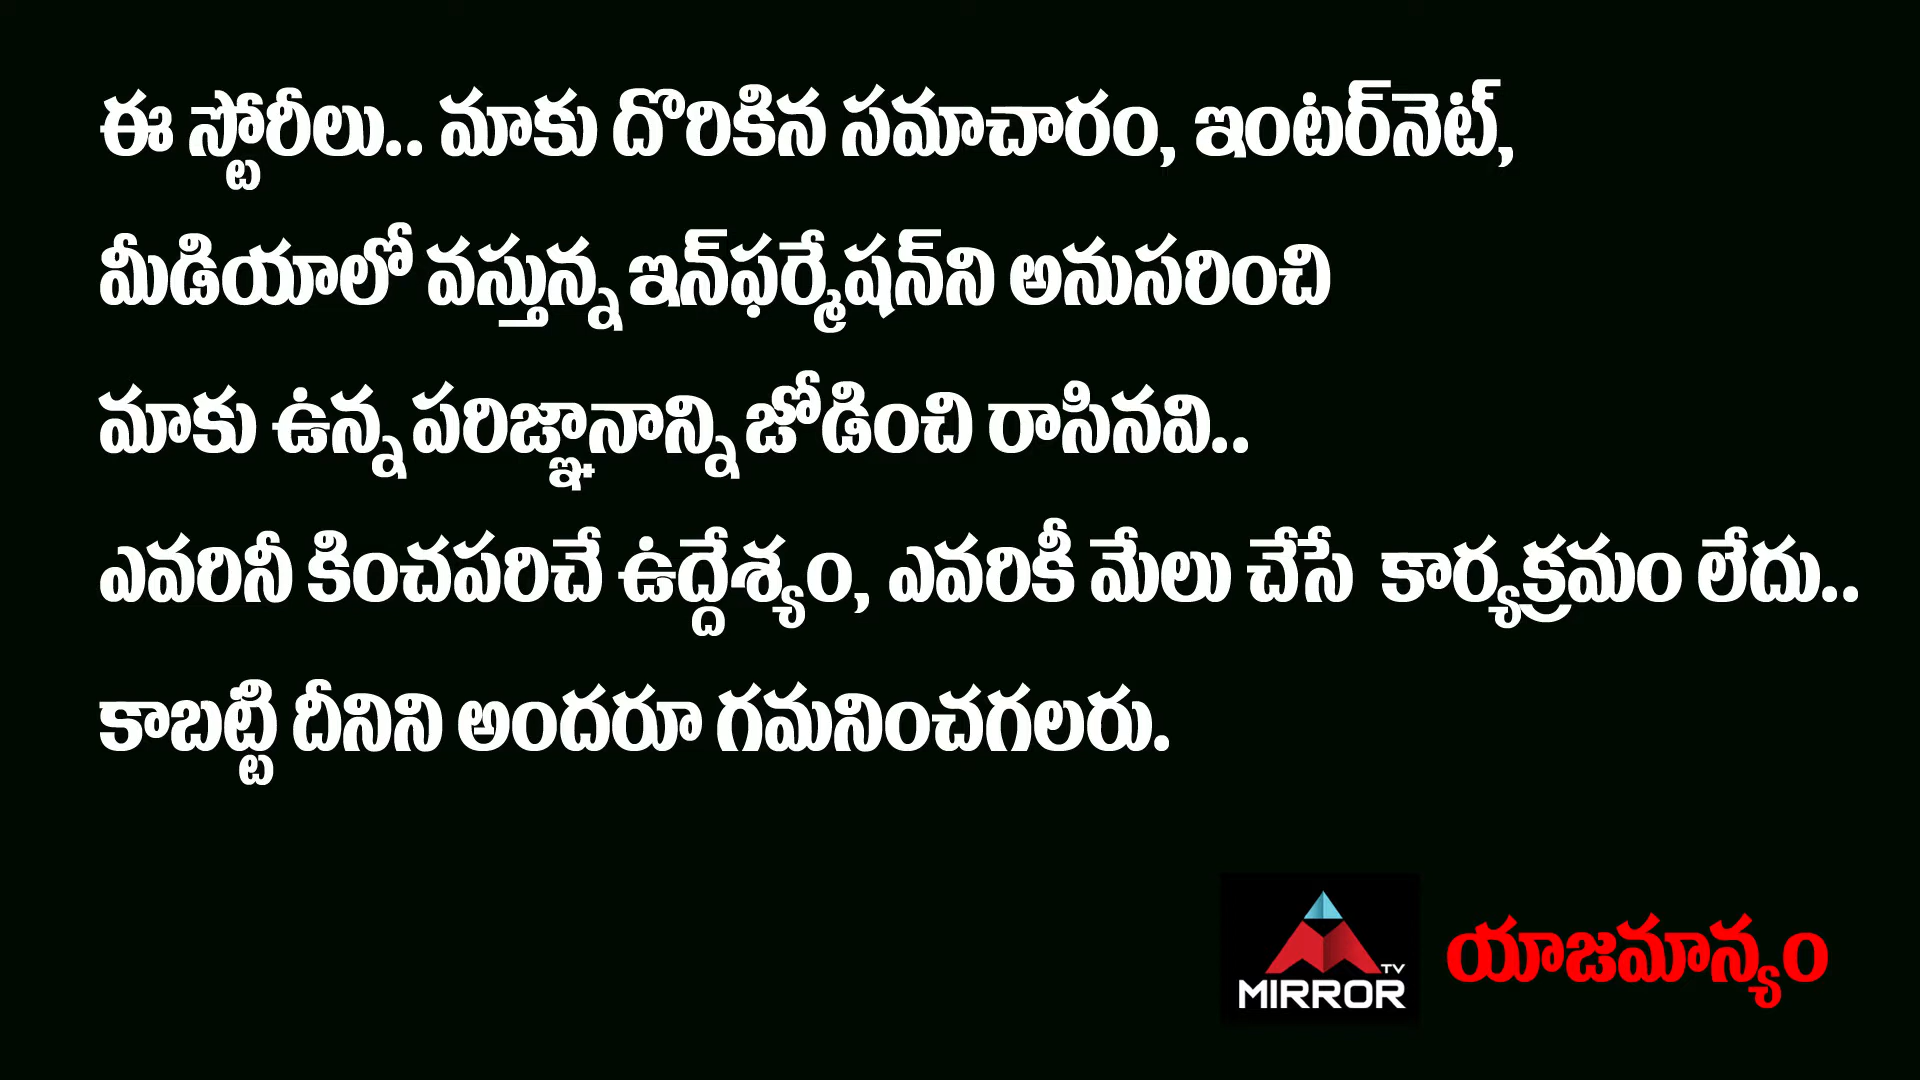 ఈ స్టోరీలు.. మాకు దొరికిన సమాచారం, ఇంటర్‌నెట్,
మీడియాలో వస్తున్న ఇన్‌ఫర్మేషన్‌ని అనుసరించి
మాకు ఉన్న పరిజ్ఞానాన్ని జోడించి రాసినవి..
ఎవరినీ కించపరిచే ఉద్దేశ్యం, ఎవరికీ మేలు చేసే కార్యక్రమం లేదు..
కాబట్టి దీనిని అందరూ గమనించగలరు.
TV
MIRROR
యాజమాన్యం